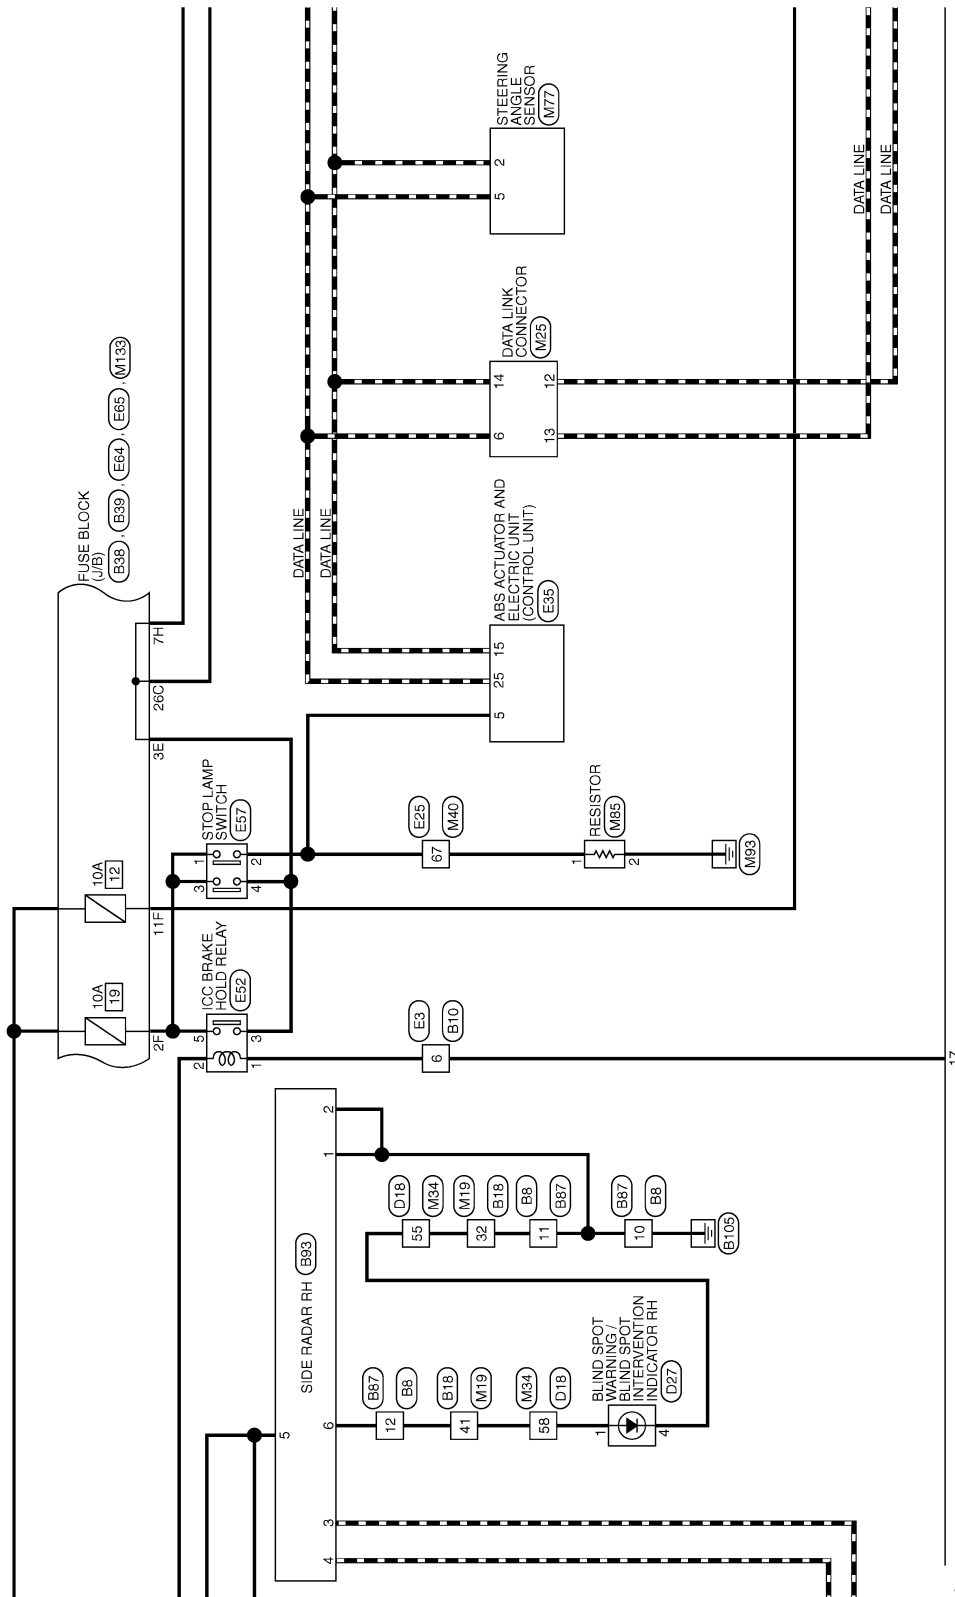 FUSE BLOCK
(J/B)
B38 , B39 , E64 , E65 , M133
10A
19
10A
12
2F
11F
3E
26C
7H
ICC BRAKE
HOLD RELAY
E52
2
5
1
3
STOP LAMP
SWITCH
E57
3
1
4
2
DATA LINE
DATA LINE
SIDE RADAR RH
B93
4
3
6
5
1
2
B87
B8
12
B18
M19
41
M34
D18
58
BLIND SPOT
WARNING /
BLIND SPOT
INTERVENTION
INDICATOR RH
D27
1
4
D18
M34
55
M19
B18
32
B8
B87
11
B87
B8
10
B105
E3
B10
6
17
E25
M40
67
RESISTOR
M85
1
2
M93
ABS ACTUATOR AND
ELECTRIC UNIT
(CONTROL UNIT)
E35
5
25
15
DATA LINK
CONNECTOR
M25
6
14
13
12
STEERING
ANGLE
SENSOR
M77
5
2
DATA LINE
DATA LINE